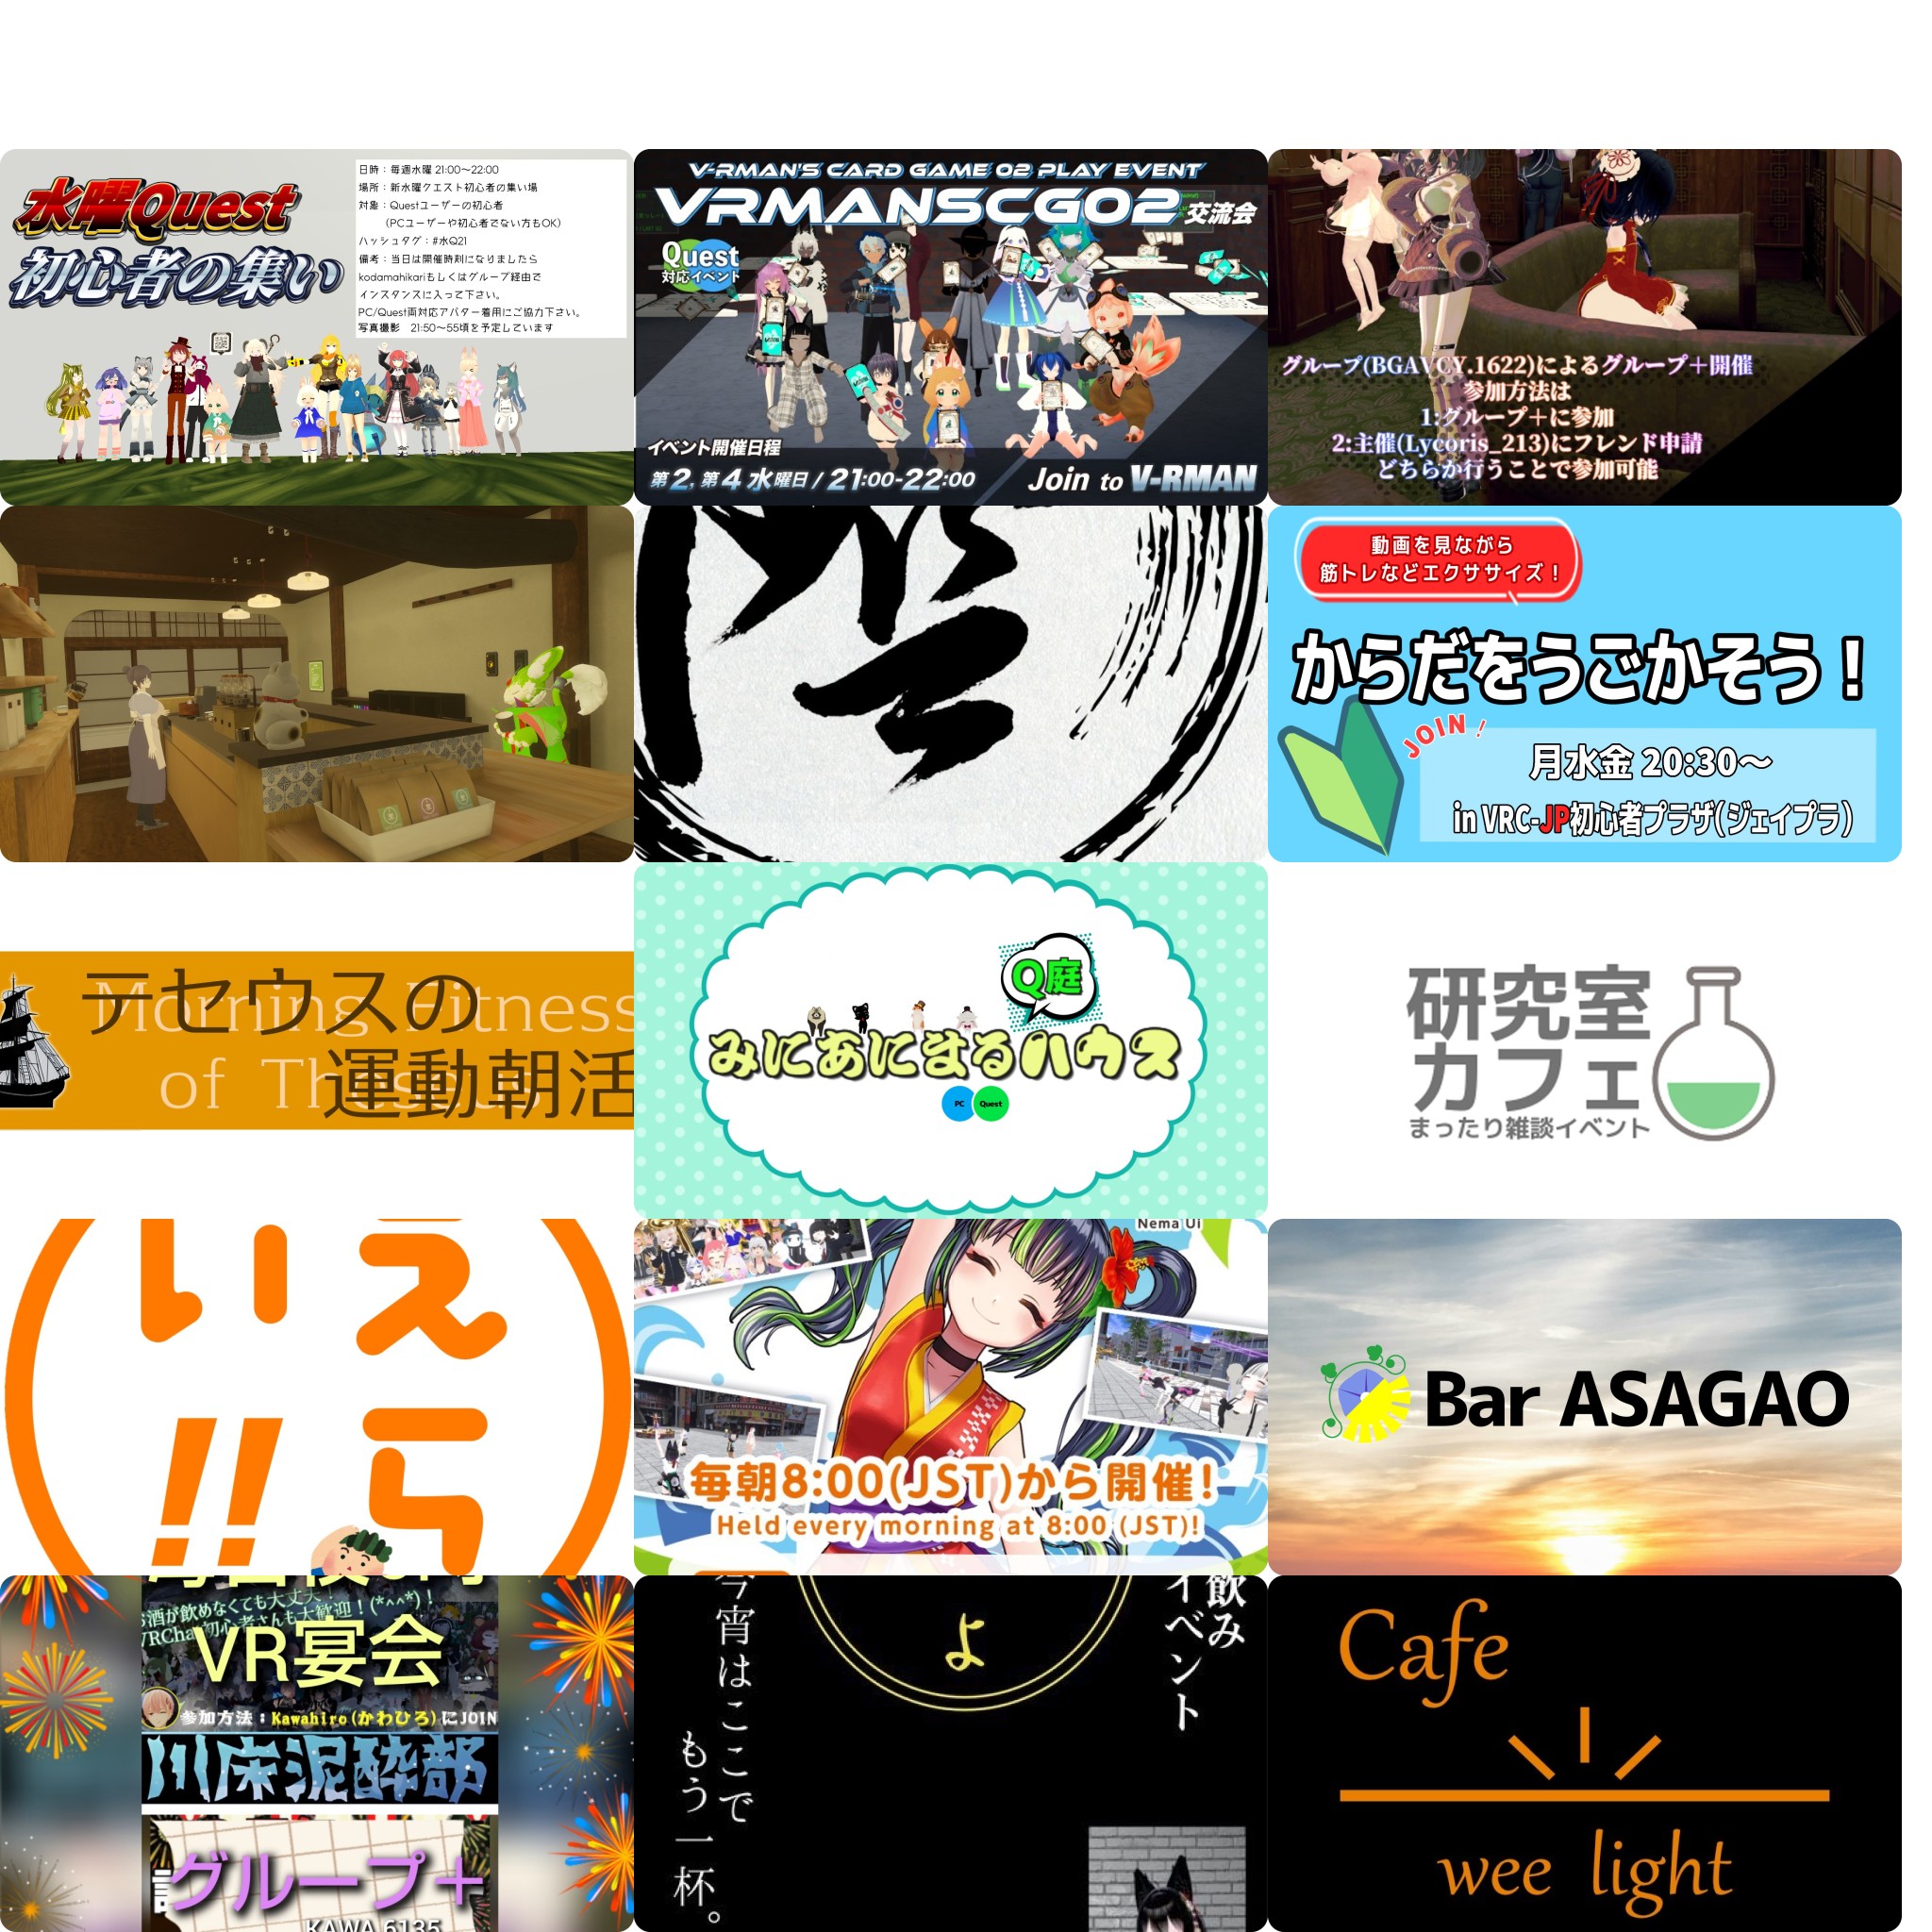 水曜Quest
初心者の集い
日時：毎週水曜 21:00～22:00
場所：新水曜クエスト初心者の集い場
対象：Questユーザーの初心者
（PCユーザーや初心者でない方もOK）
ハッシュタグ：#水Q21
備考：当日は開催時刻になりましたら
kodamahikariもしくはグループ経由で
インスタンスに入って下さい。
PC/Quest両対応アバター着用にご協力下さい。
写真撮影　21:50～55頃を予定しています
V-RMAN'S CARD GAME 02 PLAY EVENT
VRMANSCG02交流会
Quest
対応イベント
イベント開催日程
第2, 第4 水曜日 / 21:00-22:00
Join to V-RMAN
グループ(BGAVCY.1622)によるグループ＋開催
参加方法は
1:グループ＋に参加
2:主催(Lycoris_213)にフレンド申請
どちらか行うことで参加可能
動画を見ながら
筋トレなどエクササイズ！
からだをうごかそう！
JOIN！
月水金 20:30～
in VRC-JP初心者プラザ(ジェイプラ)
テセウスの
運動朝活
Morning Fitness
of Theseus
Q庭
みにあにまるハウス
PC Quest
研究室
カフェ
まったり雑談イベント
えら
い!!
Nema Ui
毎朝8:00(JST)から開催!
Held every morning at 8:00 (JST)!
Bar ASAGAO
お酒が飲めなくても大丈夫！
VRChat初心者さんも大歓迎！(*^^*)！
VR宴会
参加方法：Kawahiro(かわひろ)にJOIN
川床泥酔部
グループ＋
KAWA.6135
飲み
イベント
よ
今宵はここで
もう一杯。
Cafe
wee light